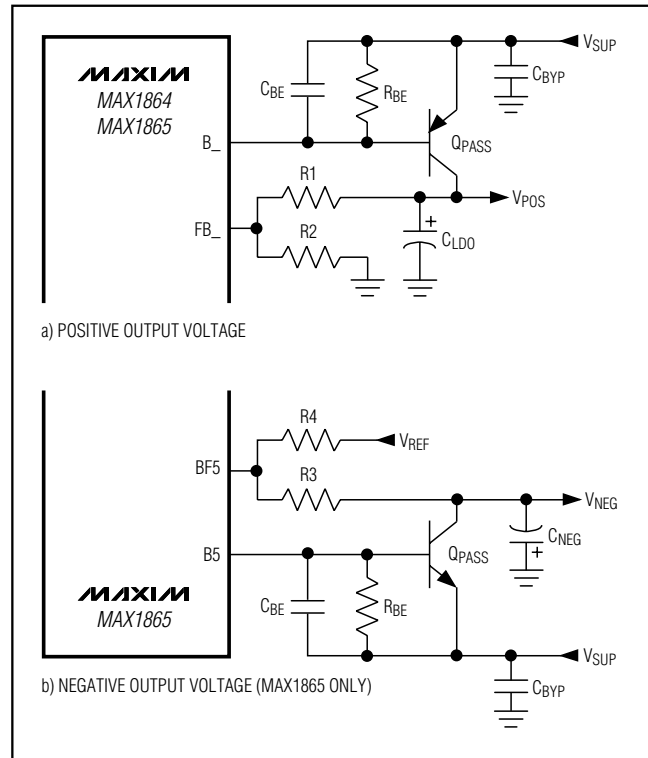 MAXIM
MAX1864
MAX1865
B_
FB_
CBE
RBE
VSUP
CBYP
QPASS
R1
R2
VPOS
+
CLDO
a) POSITIVE OUTPUT VOLTAGE
R4
VREF
BF5
R3
VNEG
CNEG
+
B5
QPASS
CBE
RBE
MAXIM
MAX1865
VSUP
CBYP
b) NEGATIVE OUTPUT VOLTAGE (MAX1865 ONLY)